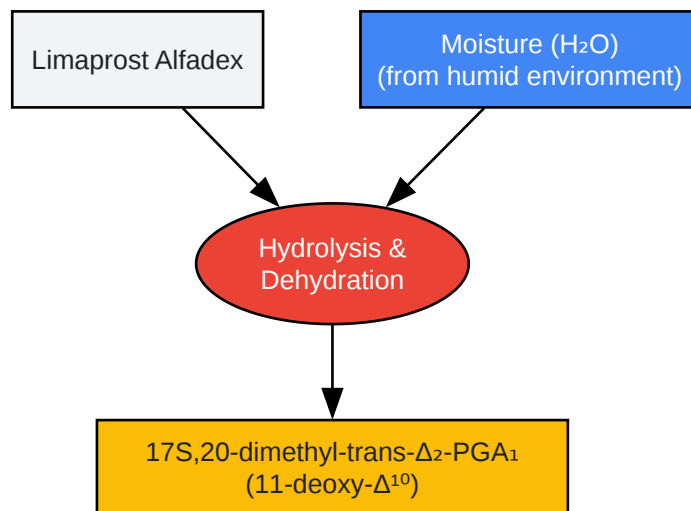 Limaprost Alfadex
Moisture (H₂O)
(from humid environment)
Hydrolysis &
Dehydration
17S,20-dimethyl-trans-Δ₂-PGA₁
(11-deoxy-Δ¹⁰)